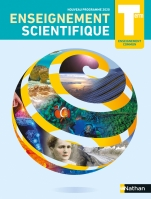 NOUVEAU PROGRAMME 2020
ENSEIGNEMENT
SCIENTIFIQUE
Tle
ENSEIGNEMENT
COMMUN
Nathan